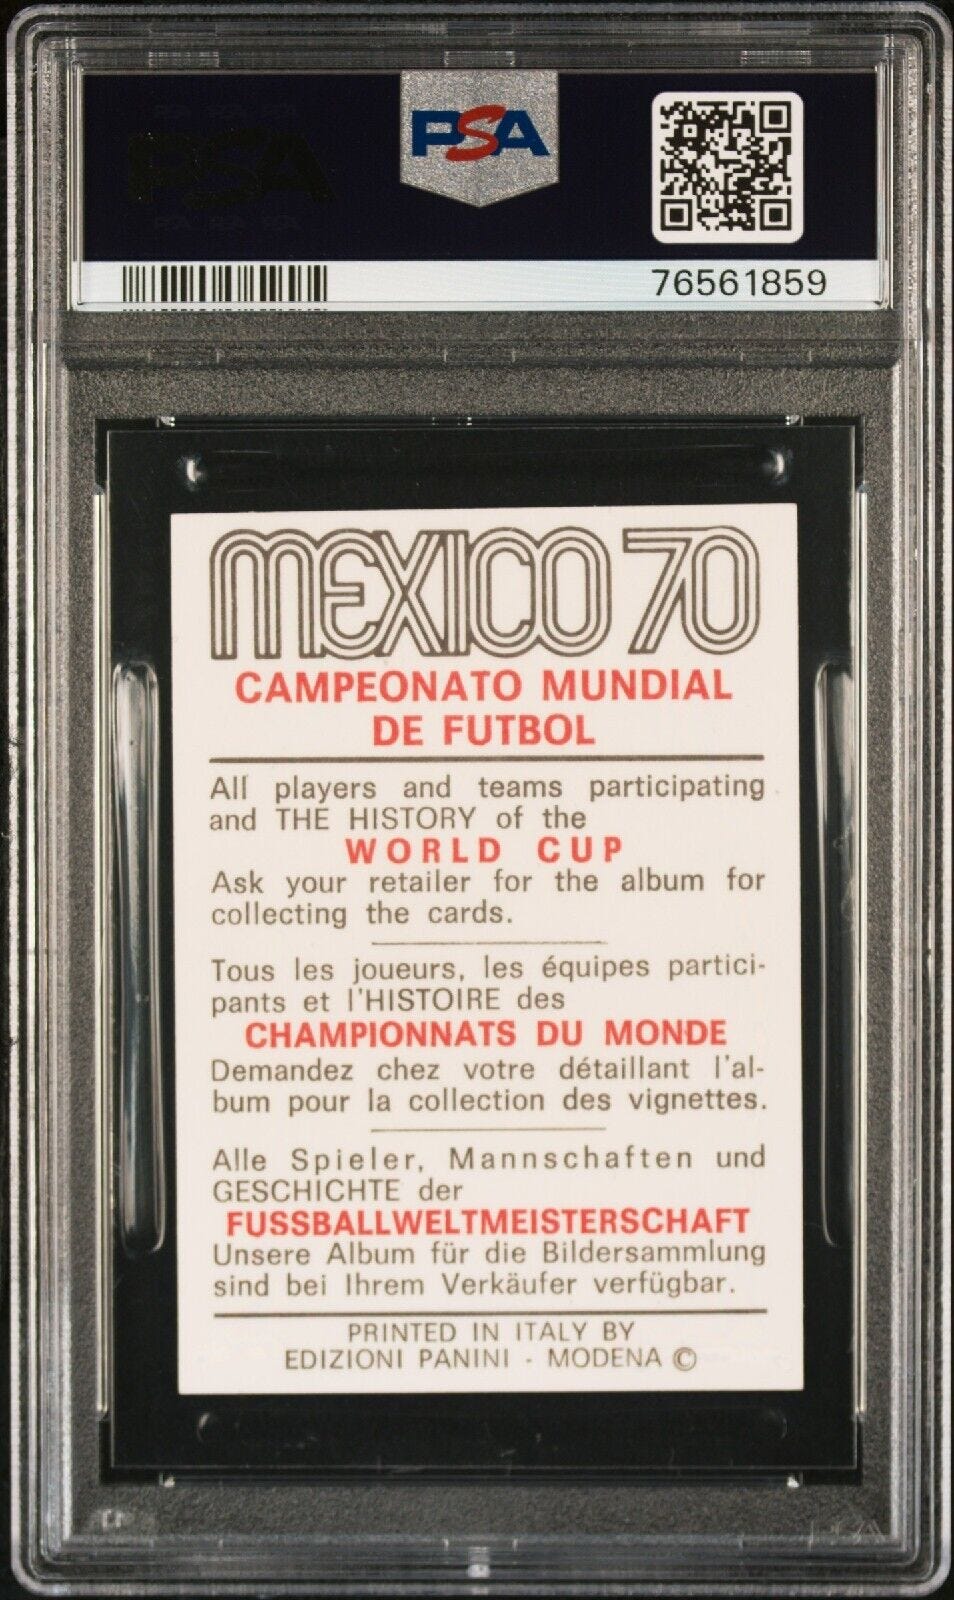 PSA
76561859
MEXICO 70
CAMPEONATO MUNDIAL
DE FUTBOL
All players and teams participating
and THE HISTORY of the
WORLD CUP
Ask your retailer for the album for
collecting the cards.
Tous les joueurs, les équipes partici-
pants et l'HISTOIRE des
CHAMPIONNATS DU MONDE
Demandez chez votre détaillant l'al-
bum pour la collection des vignettes.
Alle Spieler, Mannschaften und
GESCHICHTE der
FUSSBALLWELTMEISTERSCHAFT
Unsere Album für die Bildersammlung
sind bei Ihrem Verkäufer verfügbar.
PRINTED IN ITALY BY
EDIZIONI PANINI - MODENA ©